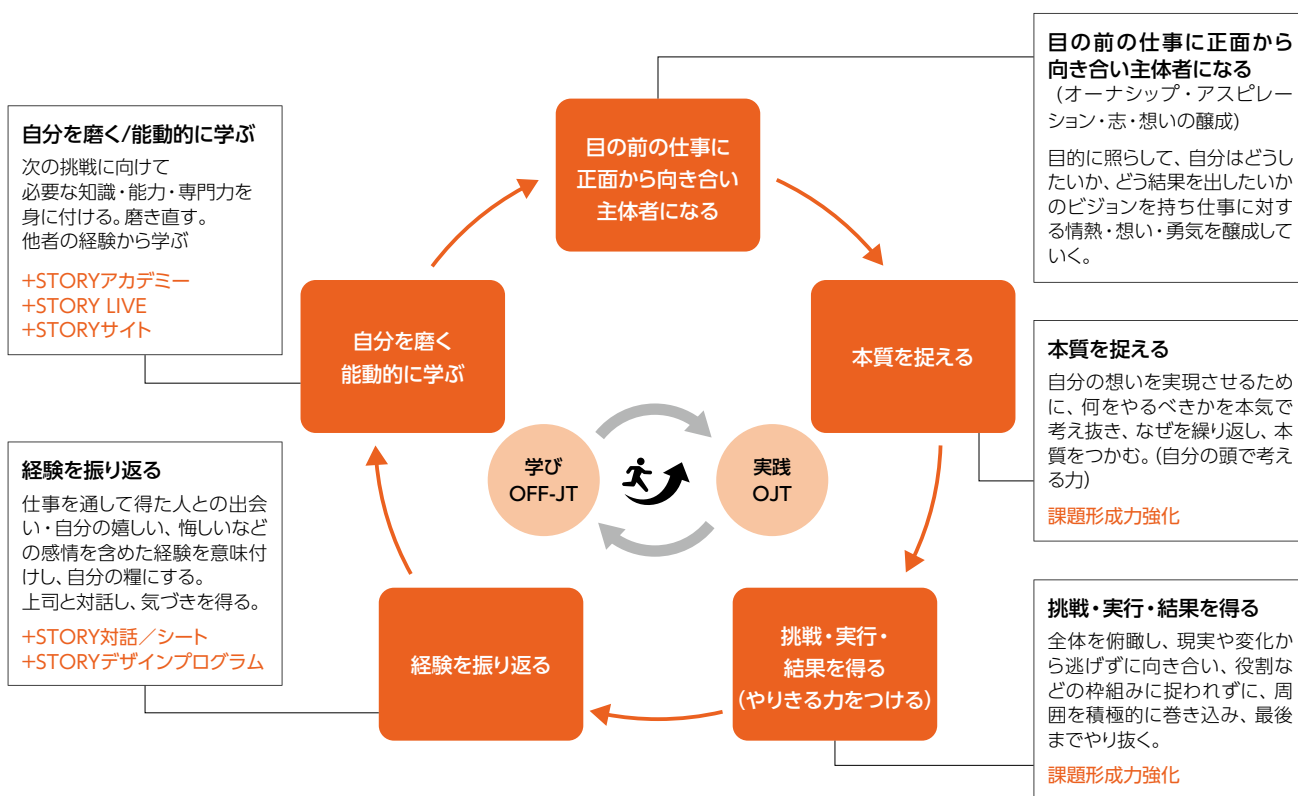 目の前の仕事に正面から
向き合い主体者になる
(オーナシップ・アスピレー
ション・志・想いの醸成)
目的に照らして、自分はどうし
たいか、どう結果を出したいか
のビジョンを持ち仕事に対す
る情熱・想い・勇気を醸成して
いく。
自分を磨く/能動的に学ぶ
次の挑戦に向けて
必要な知識・能力・専門力を
身に付ける。磨き直す。
他者の経験から学ぶ
+STORYアカデミー
+STORY LIVE
+STORYサイト
目の前の仕事に
正面から向き合い
主体者になる
自分を磨く
能動的に学ぶ
本質を捉える
本質を捉える
自分の想いを実現させるため
に、何をやるべきかを本気で
考え抜き、なぜを繰り返し、本
質をつかむ。(自分の頭で考え
る力)
課題形成力強化
学び
OFF-JT
実践
OJT
経験を振り返る
仕事を通して得た人との出会
い・自分の嬉しい、悔しいなど
の感情を含めた経験を意味付
けし、自分の糧にする。
上司と対話し、気づきを得る。
+STORY対話／シート
+STORYデザインプログラム
経験を振り返る
挑戦・実行・
結果を得る
(やりきる力をつける)
挑戦・実行・結果を得る
全体を俯瞰し、現実や変化か
ら逃げずに向き合い、役割な
どの枠組みに捉われずに、周
囲を積極的に巻き込み、最後
までやり抜く。
課題形成力強化